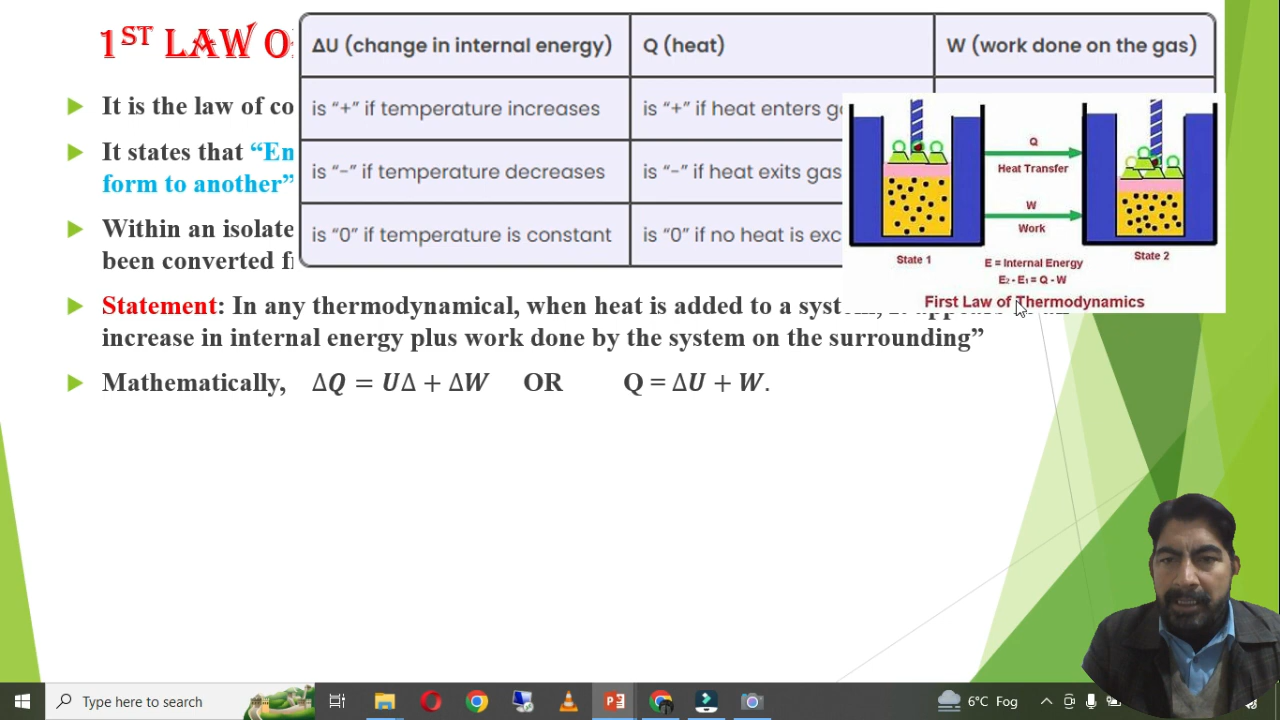 1ST LAW O
ΔU (change in internal energy) Q (heat) W (work done on the gas)
is “+” if temperature increases is “+” if heat enters
is “-” if temperature decreases is “-” if heat exits gas
is “0” if temperature is constant is “0” if no heat is
It is the law of
It states that “En
form to another”
Within an
been converted
Q
Heat Transfer
W
Work
State 1
State 2
E = Internal Energy
E2 - E1 = Q - W
First Law of Thermodynamics
Statement: In any thermodynamical, when heat is added to a
increase in internal energy plus work done by the system on the surrounding”
Mathematically, ΔQ = UΔ + ΔW OR Q = ΔU + W.
Type here to search
6°C Fog